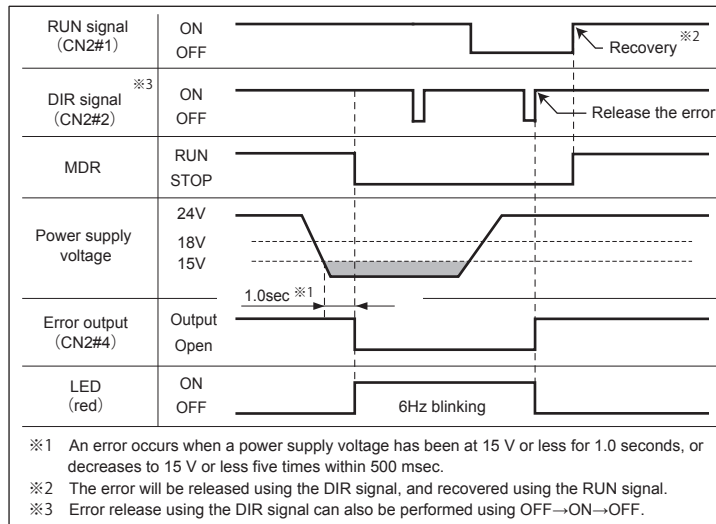 RUN signal
(CN2#1)
ON
OFF
Recovery ※2
DIR signal ※3
(CN2#2)
ON
OFF
Release the error
MDR
RUN
STOP
Power supply
voltage
24V
18V
15V
1.0sec ※1
Error output
(CN2#4)
Output
Open
LED
(red)
ON
OFF
6Hz blinking
※1 An error occurs when a power supply voltage has been at 15 V or less for 1.0 seconds, or
decreases to 15 V or less five times within 500 msec.
※2 The error will be released using the DIR signal, and recovered using the RUN signal.
※3 Error release using the DIR signal can also be performed using OFF→ON→OFF.